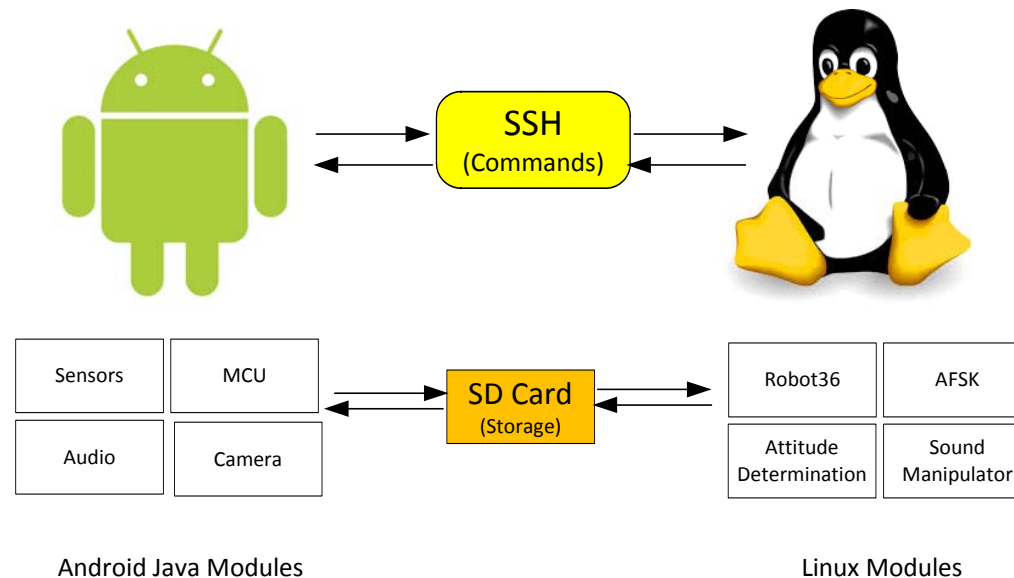 SSH
(Commands)
Sensors
MCU
Audio
Camera
SD Card
(Storage)
Robot36
AFSK
Attitude
Determination
Sound
Manipulator
Android Java Modules
Linux Modules